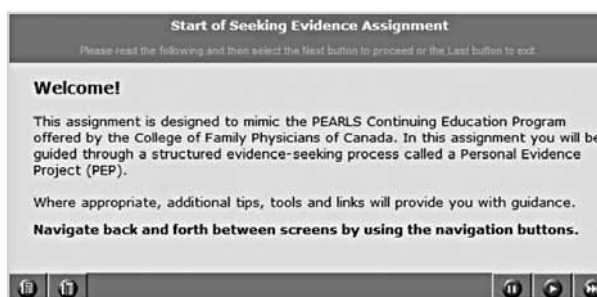 Start of Seeking Evidence Assignment
Please read the following and then select the Next button to proceed or the Last button to exit.
Welcome!
This assignment is designed to mimic the PEARLS Continuing Education Program
offered by the College of Family Physicians of Canada. In this assignment you will be
guided through a structured evidence-seeking process called a Personal Evidence
Project (PEP).
Where appropriate, additional tips, tools and links will provide you with guidance.
Navigate back and forth between screens by using the navigation buttons.